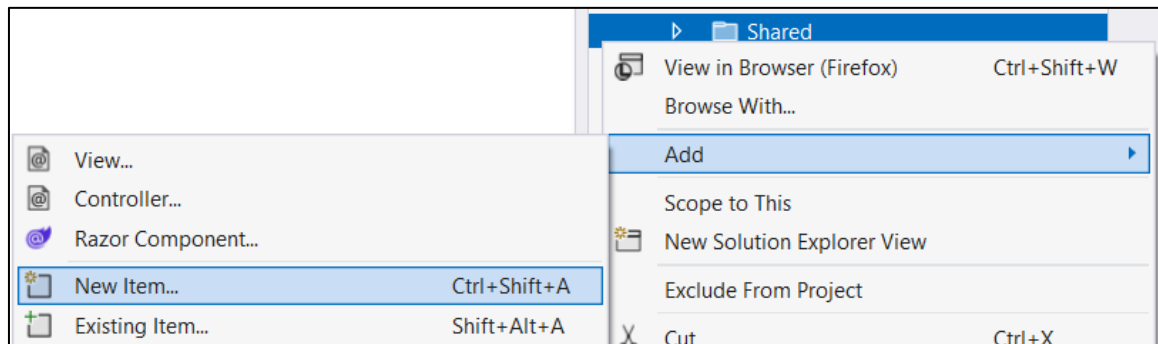 Shared
View in Browser (Firefox) Ctrl+Shift+W
Browse With...
Add
Scope to This
New Solution Explorer View
Exclude From Project
Cut Ctrl+X
View...
Controller...
Razor Component...
New Item... Ctrl+Shift+A
Existing Item... Shift+Alt+A